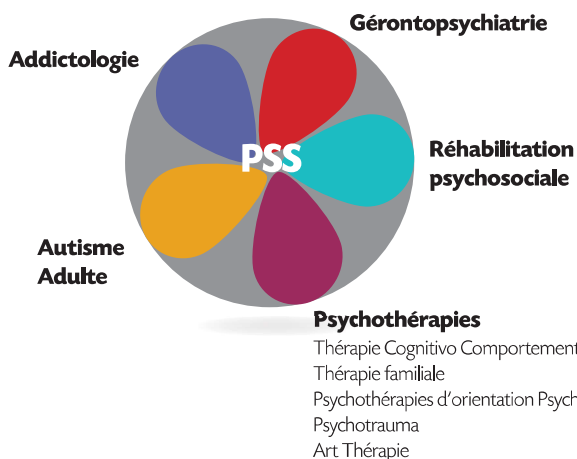 Gérontopsychiatrie
Addictologie
PSS
Réhabilitation
psychosociale
Autisme
Adulte
Psychothérapies
Thérapie Cognitivo Comportement
Thérapie familiale
Psychothérapies d'orientation Psych
Psychotrauma
Art Thérapie